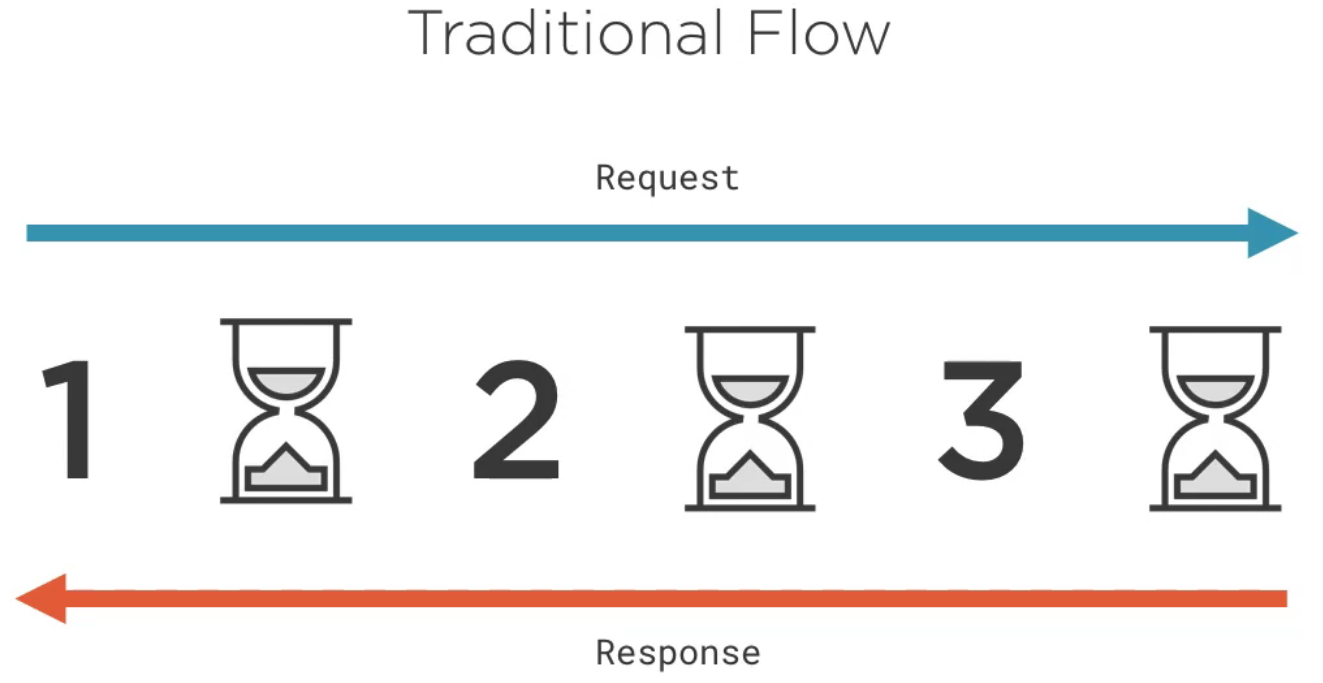 Traditional Flow
Request
1 2 3
Response